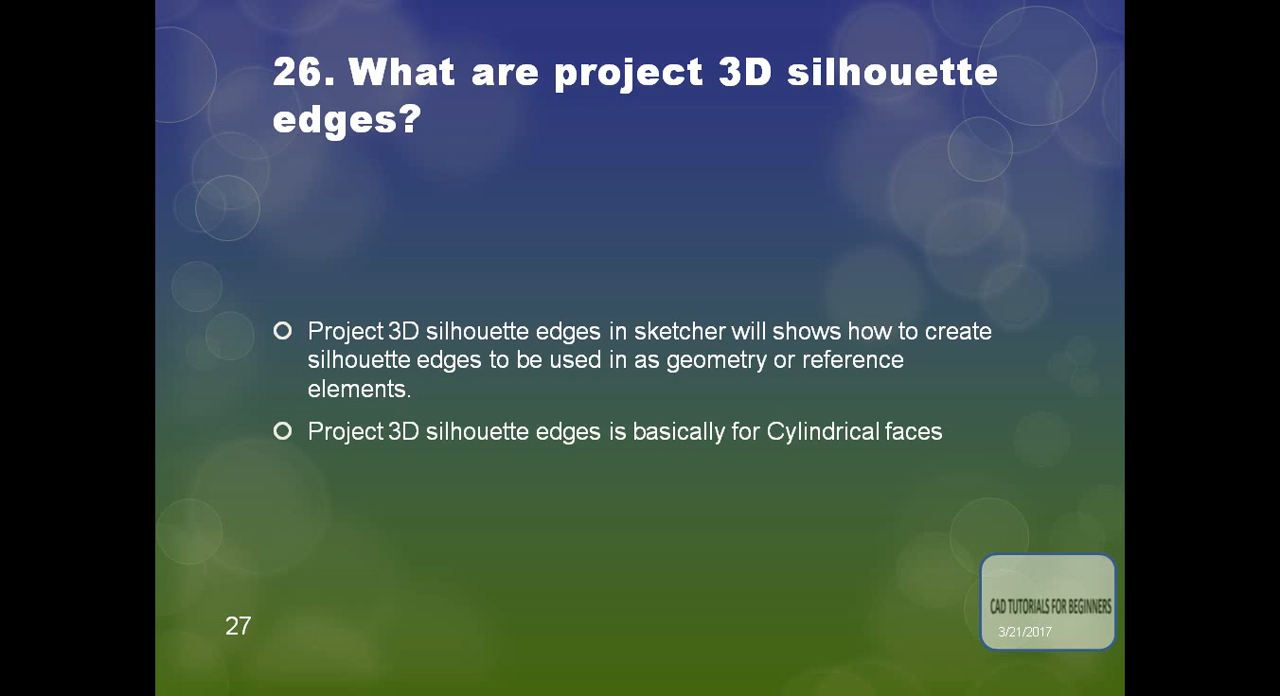 26. What are project 3D silhouette
edges?
Project 3D silhouette edges in sketcher will shows how to create
silhouette edges to be used in as geometry or reference
elements.
Project 3D silhouette edges is basically for Cylindrical faces
CAD TUTORIALS FOR BEGINNERS
27
3/21/2017